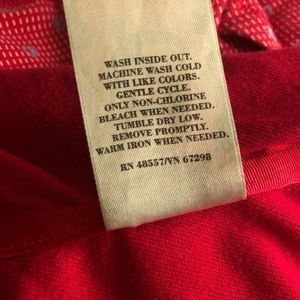 WASH INSIDE OUT.
MACHINE WASH COLD
WITH LIKE COLORS.
GENTLE CYCLE.
ONLY NON-CHLORINE
BLEACH WHEN NEEDED.
TUMBLE DRY LOW.
REMOVE PROMPTLY.
WARM IRON WHEN NEEDED.
RN 48557/VN 67298